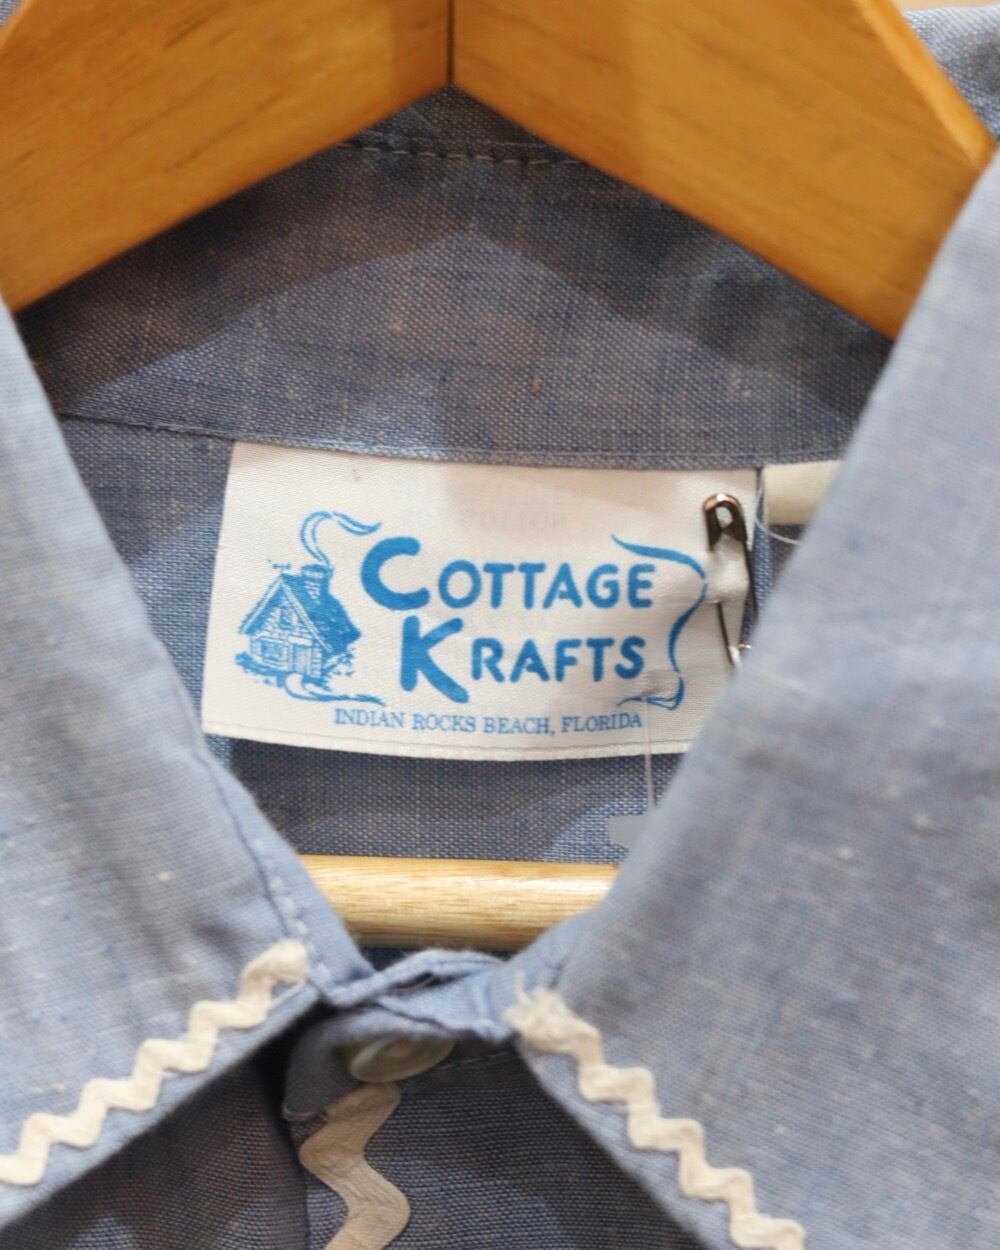 COTTAGE
KRAFTS
INDIAN ROCKS BEACH, FLORIDA